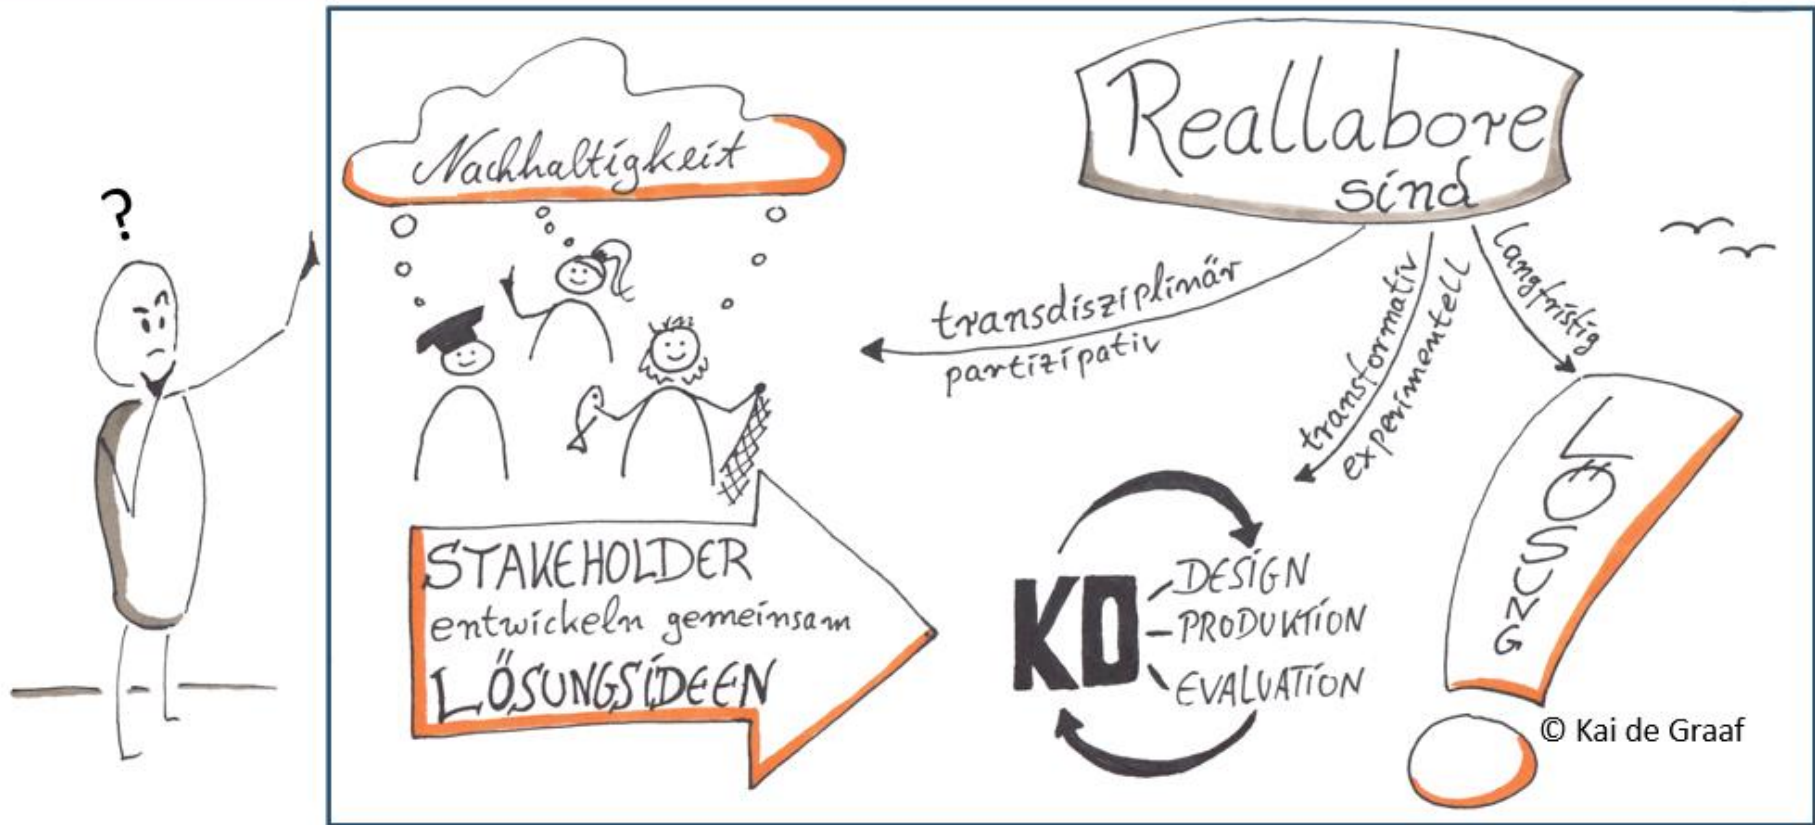 ?
Nachhaltigkeit
Reallabore
sind
transdisziplinär
partizipativ
transformativ
experimentell
langfristig
STAKEHOLDER
entwickeln gemeinsam
LÖSUNGSIDEEN
KO
DESIGN
PRODUKTION
EVALUATION
LÖSUNG
© Kai de Graaf